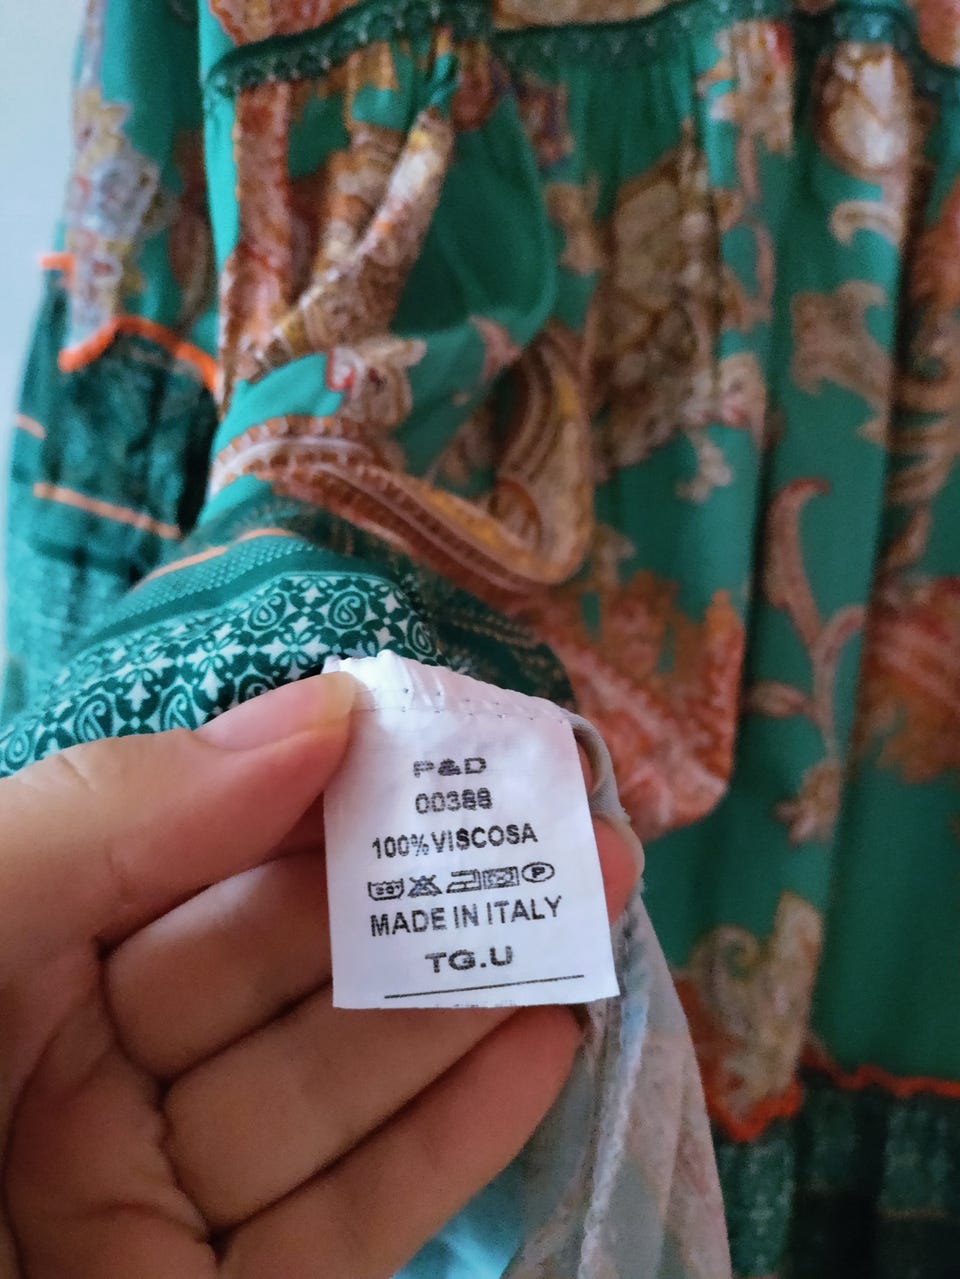 P&D
00388
100% VISCOSA
P
MADE IN ITALY
TG.U